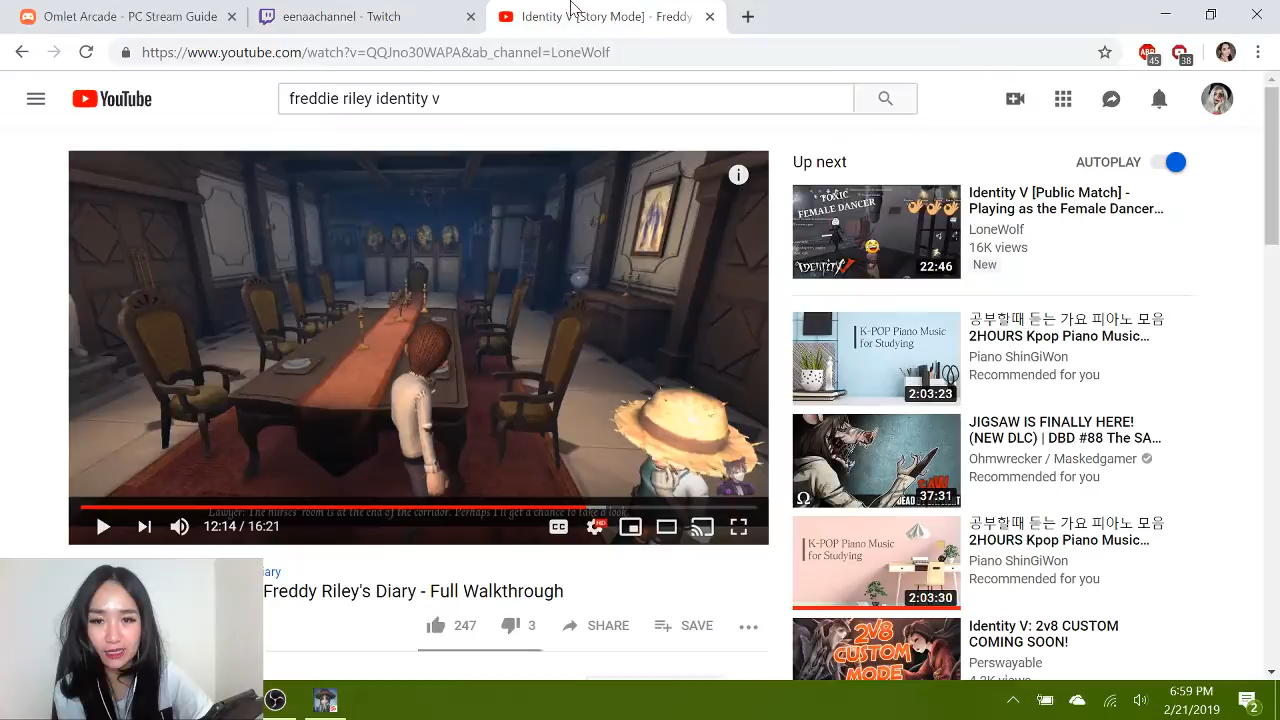 Omlet Arcade - PC Stream Guide
eenaachannel - Twitch
Identity V [Story Mode] - Freddy
https://www.youtube.com/watch?v=QQJno30WAPA&ab_channel=LoneWolf
45
38
YouTube
freddie riley identity v
Up next
AUTOPLAY
TOXIC
FEMALE DANCER
IDENTITY V
22:46
Identity V [Public Match] -
Playing as the Female Dancer…
LoneWolf
16K views
New
K-POP Piano Music
for Studying
2:03:23
공부할때 듣는 가요 피아노 모음
2HOURS Kpop Piano Music…
Piano ShinGiWon
Recommended for you
37:31
JIGSAW IS FINALLY HERE!
(NEW DLC) | DBD #88 The SA…
Ohmwrecker / Maskedgamer
Recommended for you
K-POP Piano Music
for Studying
2:03:30
공부할때 듣는 가요 피아노 모음
2HOURS Kpop Piano Music…
Piano ShinGiWon
Recommended for you
2v8
CUSTOM
MODE
Identity V: 2v8 CUSTOM
COMING SOON!
Perswayable
Lawyer: The nurses' room is at the end of the corridor. Perhaps I'll get a chance to take a look.
12:14 / 16:21
CC
HD
iary
Freddy Riley's Diary - Full Walkthrough
247
3
SHARE
SAVE
6:59 PM
2/21/2019
2